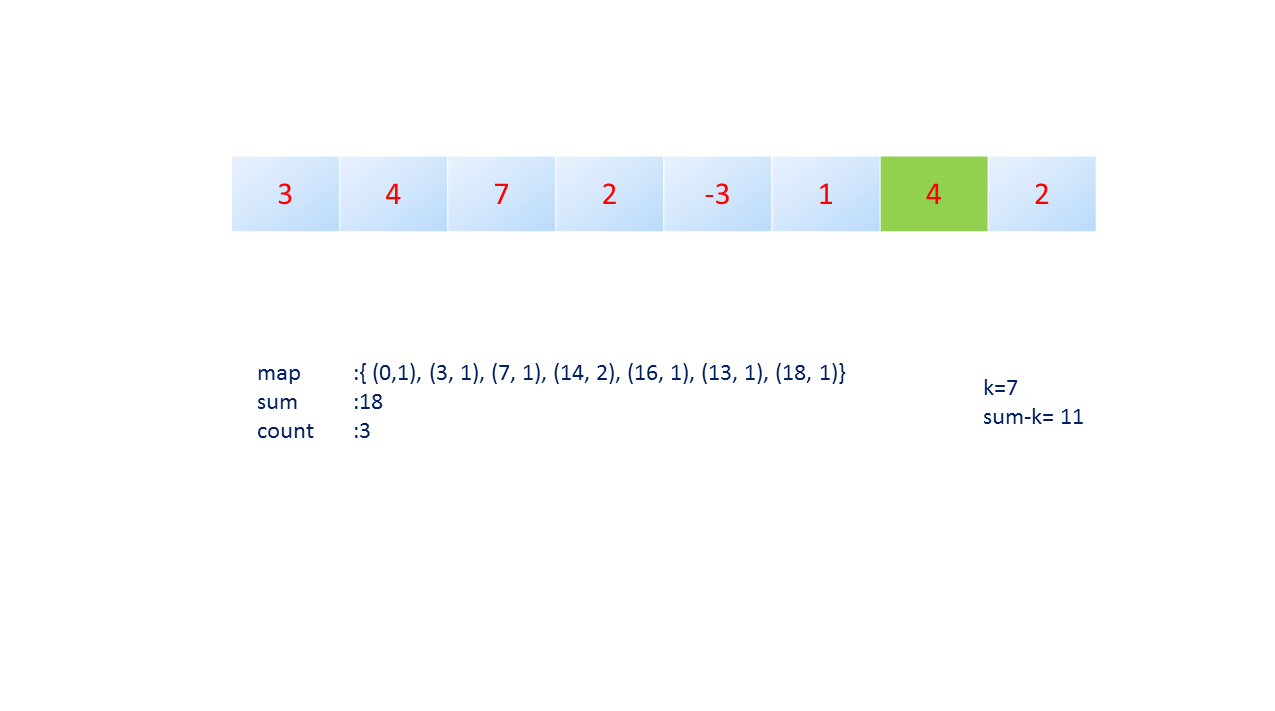 3 4 7 2 -3 1 4 2
map :{ (0,1), (3, 1), (7, 1), (14, 2), (16, 1), (13, 1), (18, 1)}
sum :18
count :3
k=7
sum-k= 11